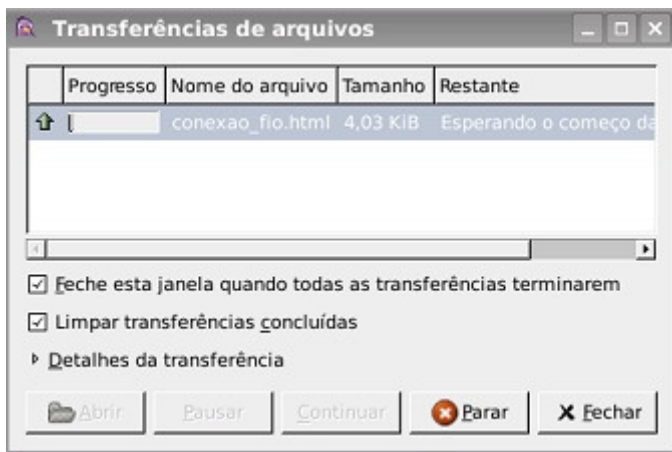 Transferências de arquivos
Progresso Nome do arquivo Tamanho Restante
conexao_fio.html 4,03 KiB Esperando o começo da
Feche esta janela quando todas as transferências terminarem
Limpar transferências concluídas
Detalhes da transferência
Abrir Pausar Continuar Parar Fechar